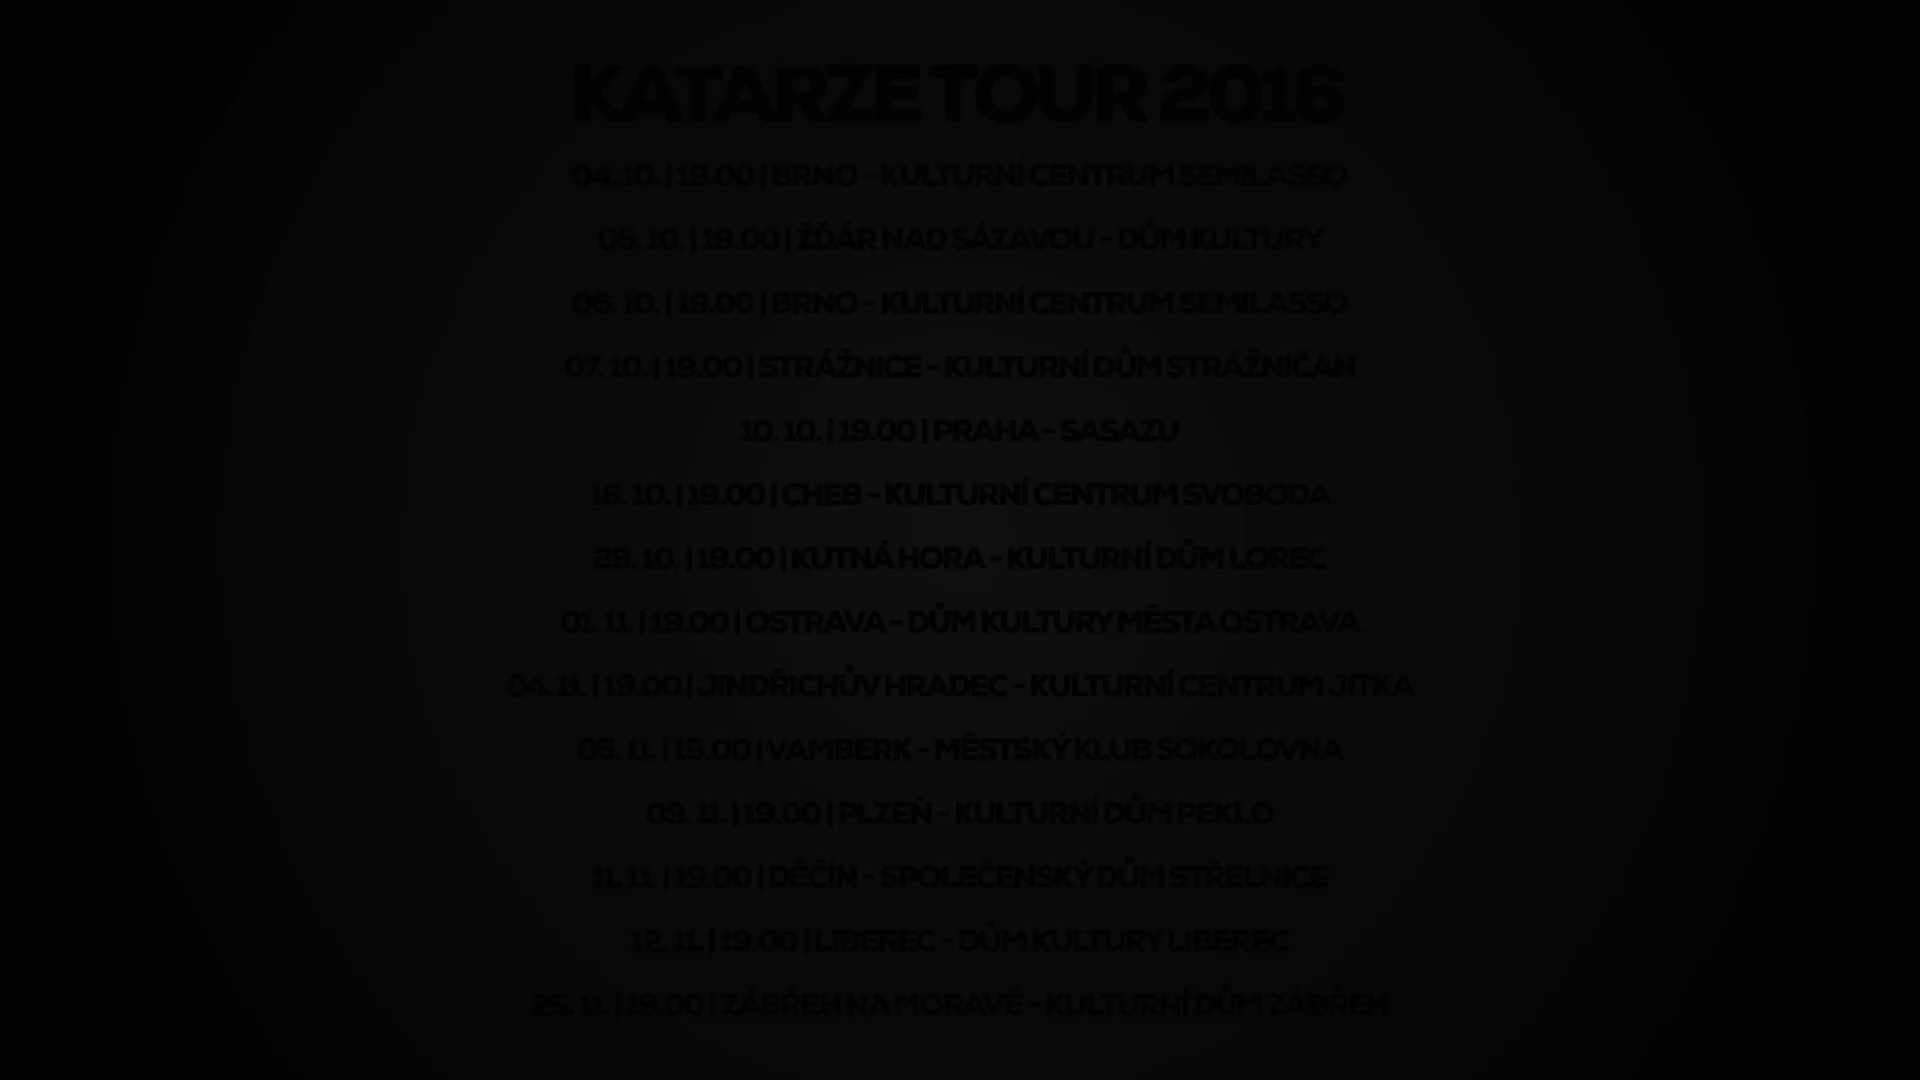 KATARZE TOUR 2016
04. 10. | 19.00 | BRNO - KULTURNÍ CENTRUM SEMILASSO
05. 10. | 19.00 | ŽĎÁR NAD SÁZAVOU - DŮM KULTURY
06. 10. | 19.00 | BRNO - KULTURNÍ CENTRUM SEMILASSO
07. 10. | 19.00 | STRÁŽNICE - KULTURNÍ DŮM STRÁŽNIČAN
10. 10. | 19.00 | PRAHA - SASAZU
16. 10. | 19.00 | CHEB - KULTURNÍ CENTRUM SVOBODA
29. 10. | 19.00 | KUTNÁ HORA - KULTURNÍ DŮM LOREC
01. 11. | 19.00 | OSTRAVA - DŮM KULTURY MĚSTA OSTRAVA
04. 11. | 19.00 | JINDŘICHŮV HRADEC - KULTURNÍ CENTRUM JITKA
05. 11. | 19.00 | VAMBERK - MĚSTSKÝ KLUB SOKOLOVNA
09. 11. | 19.00 | PLZEŇ - KULTURNÍ DŮM PEKLO
11. 11. | 19.00 | DĚČÍN - SPOLEČENSKÝ DŮM STŘELNICE
12. 11. | 19.00 | LIBEREC - DŮM KULTURY LIBEREC
25. 11. | 19.00 | ZÁBŘEH NA MORAVĚ - KULTURNÍ DŮM ZÁBŘEH